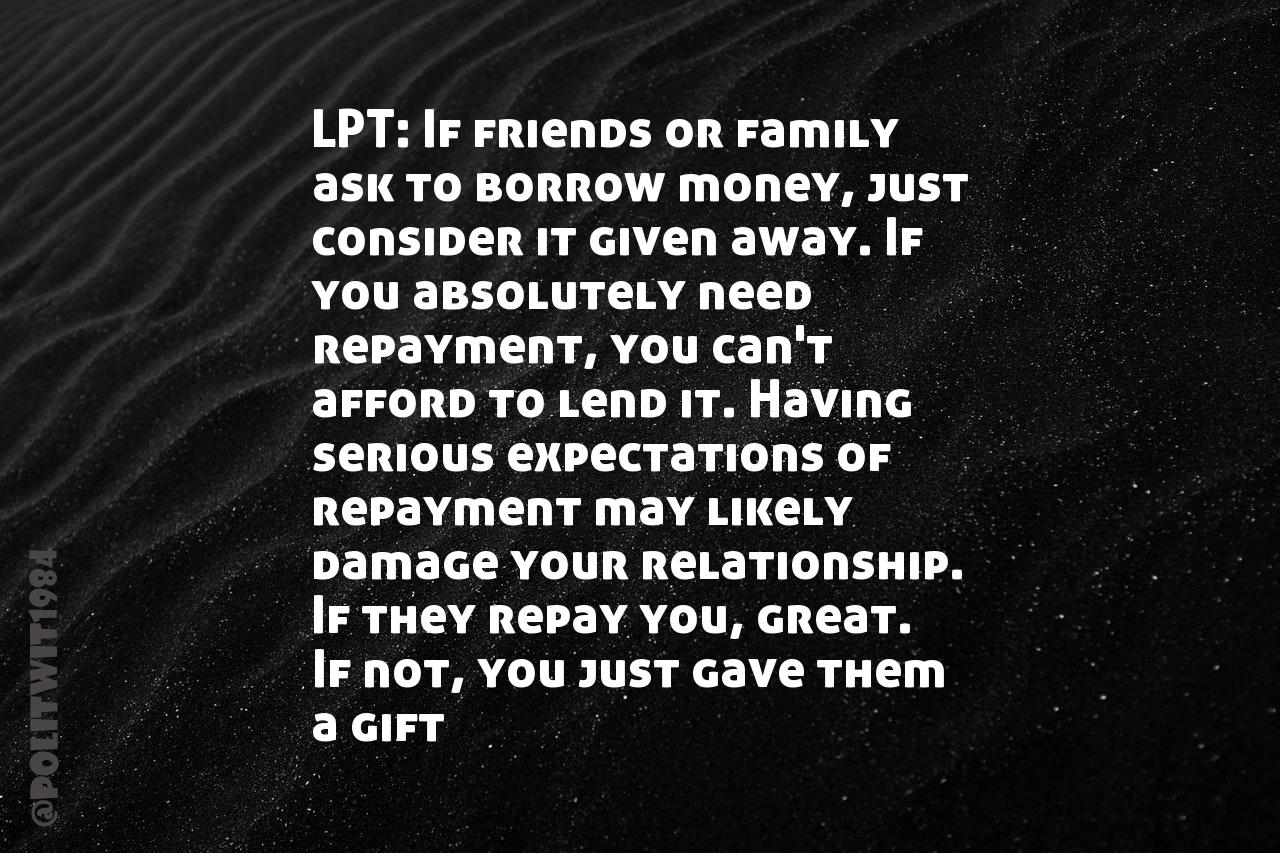 LPT: If friends or family
ask to borrow money, just
consider it given away. If
you absolutely need
repayment, you can't
afford to lend it. Having
serious expectations of
repayment may likely
damage your relationship.
If they repay you, great.
If not, you just gave them
a gift
@politwit1984